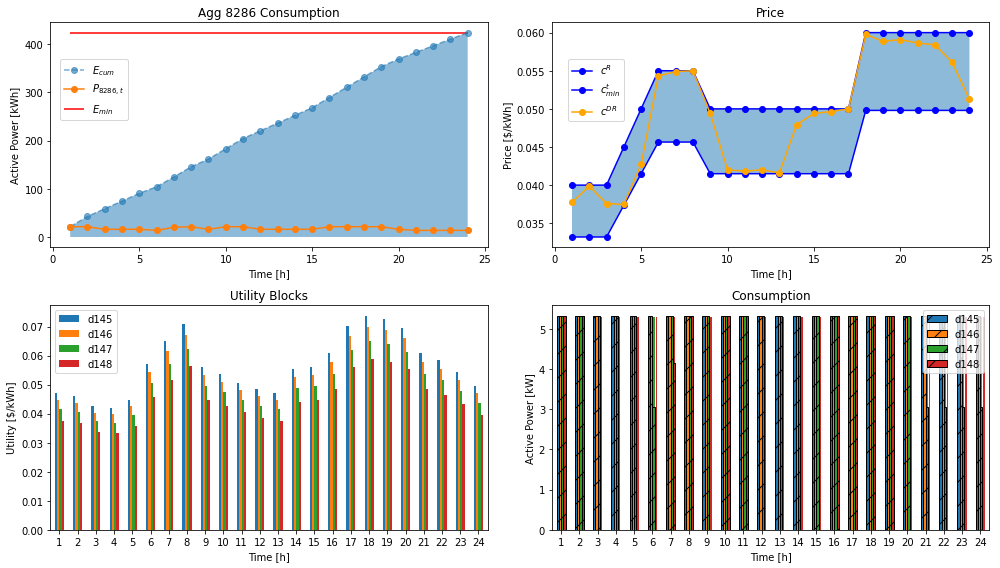 Agg 8286 Consumption
Active Power [kWh]
400
300
200
100
0
E_cum
P_8286, t
E_min
0 5 10 15 20 25
Time [h]
Price
Price [$/kWh]
0.060
0.055
0.050
0.045
0.040
0.035
c^R
c^t_min
c^DR
0 5 10 15 20 25
Time [h]
Utility Blocks
Utility [$/kWh]
0.07
0.06
0.05
0.04
0.03
0.02
0.01
0.00
d145
d146
d147
d148
1 2 3 4 5 6 7 8 9 10 11 12 13 14 15 16 17 18 19 20 21 22 23 24
Time [h]
Consumption
Active Power [kW]
5
4
3
2
1
0
d145
d146
d147
d148
1 2 3 4 5 6 7 8 9 10 11 12 13 14 15 16 17 18 19 20 21 22 23 24
Time [h]